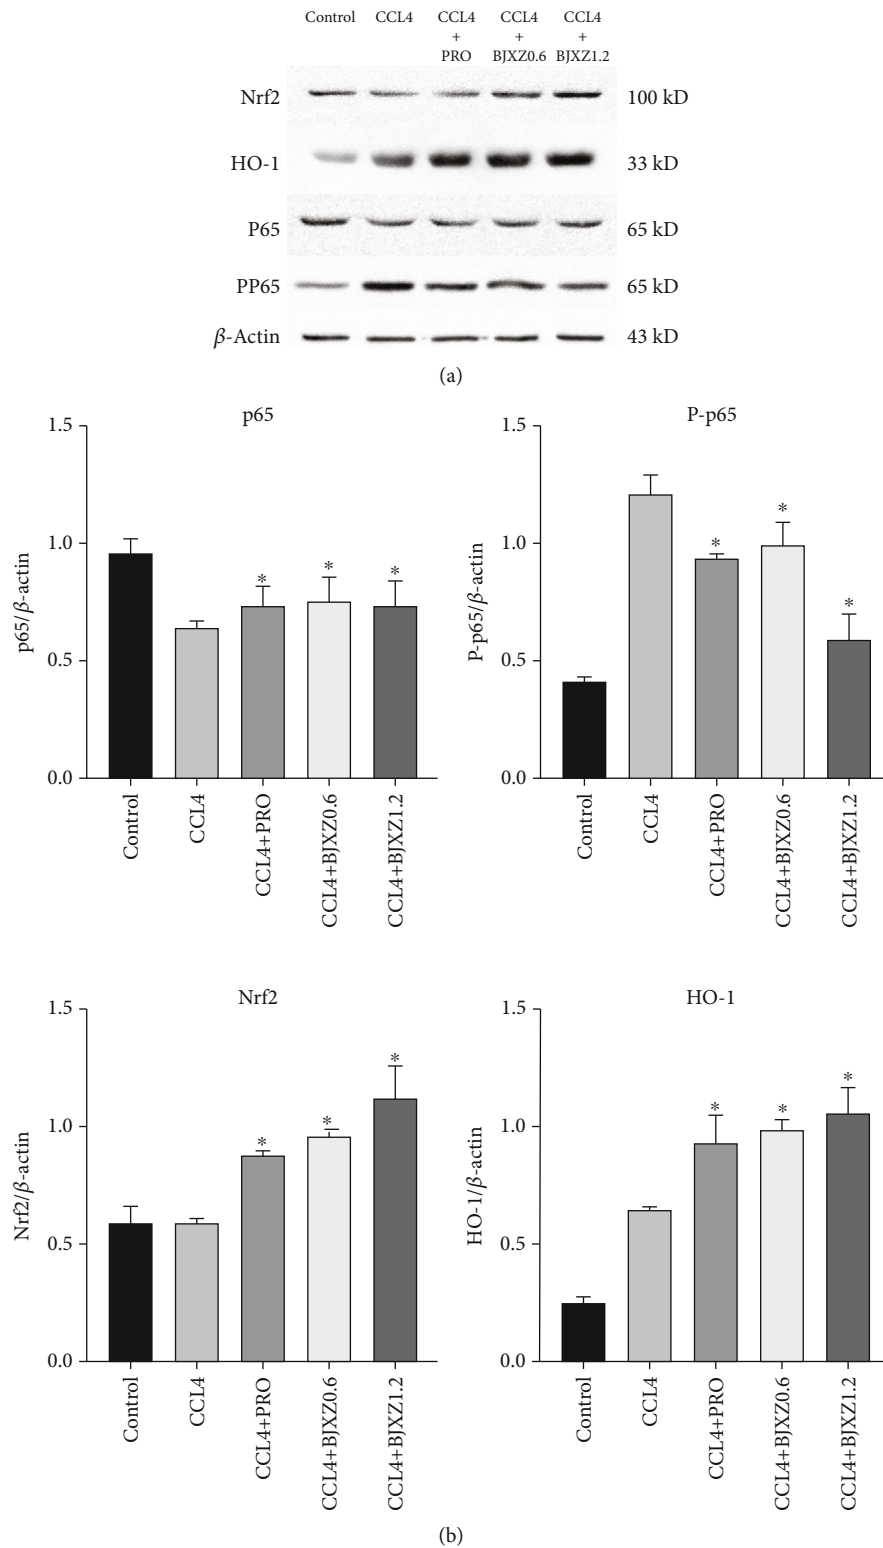 Control CCL4 CCL4 + PRO CCL4 + BJXZ0.6 CCL4 + BJXZ1.2
Nrf2 100 kD
HO-1 33 kD
P65 65 kD
PP65 65 kD
β-Actin 43 kD
(a)
p65
1.5
1.0
0.5
0.0
p65/β-actin
* * *
Control CCL4 CCL4+PRO CCL4+BJXZ0.6 CCL4+BJXZ1.2
P-p65
1.5
1.0
0.5
0.0
P-p65/β-actin
* * *
Control CCL4 CCL4+PRO CCL4+BJXZ0.6 CCL4+BJXZ1.2
Nrf2
1.5
1.0
0.5
0.0
Nrf2/β-actin
* * *
Control CCL4 CCL4+PRO CCL4+BJXZ0.6 CCL4+BJXZ1.2
HO-1
1.5
1.0
0.5
0.0
HO-1/β-actin
* * *
Control CCL4 CCL4+PRO CCL4+BJXZ0.6 CCL4+BJXZ1.2
(b)